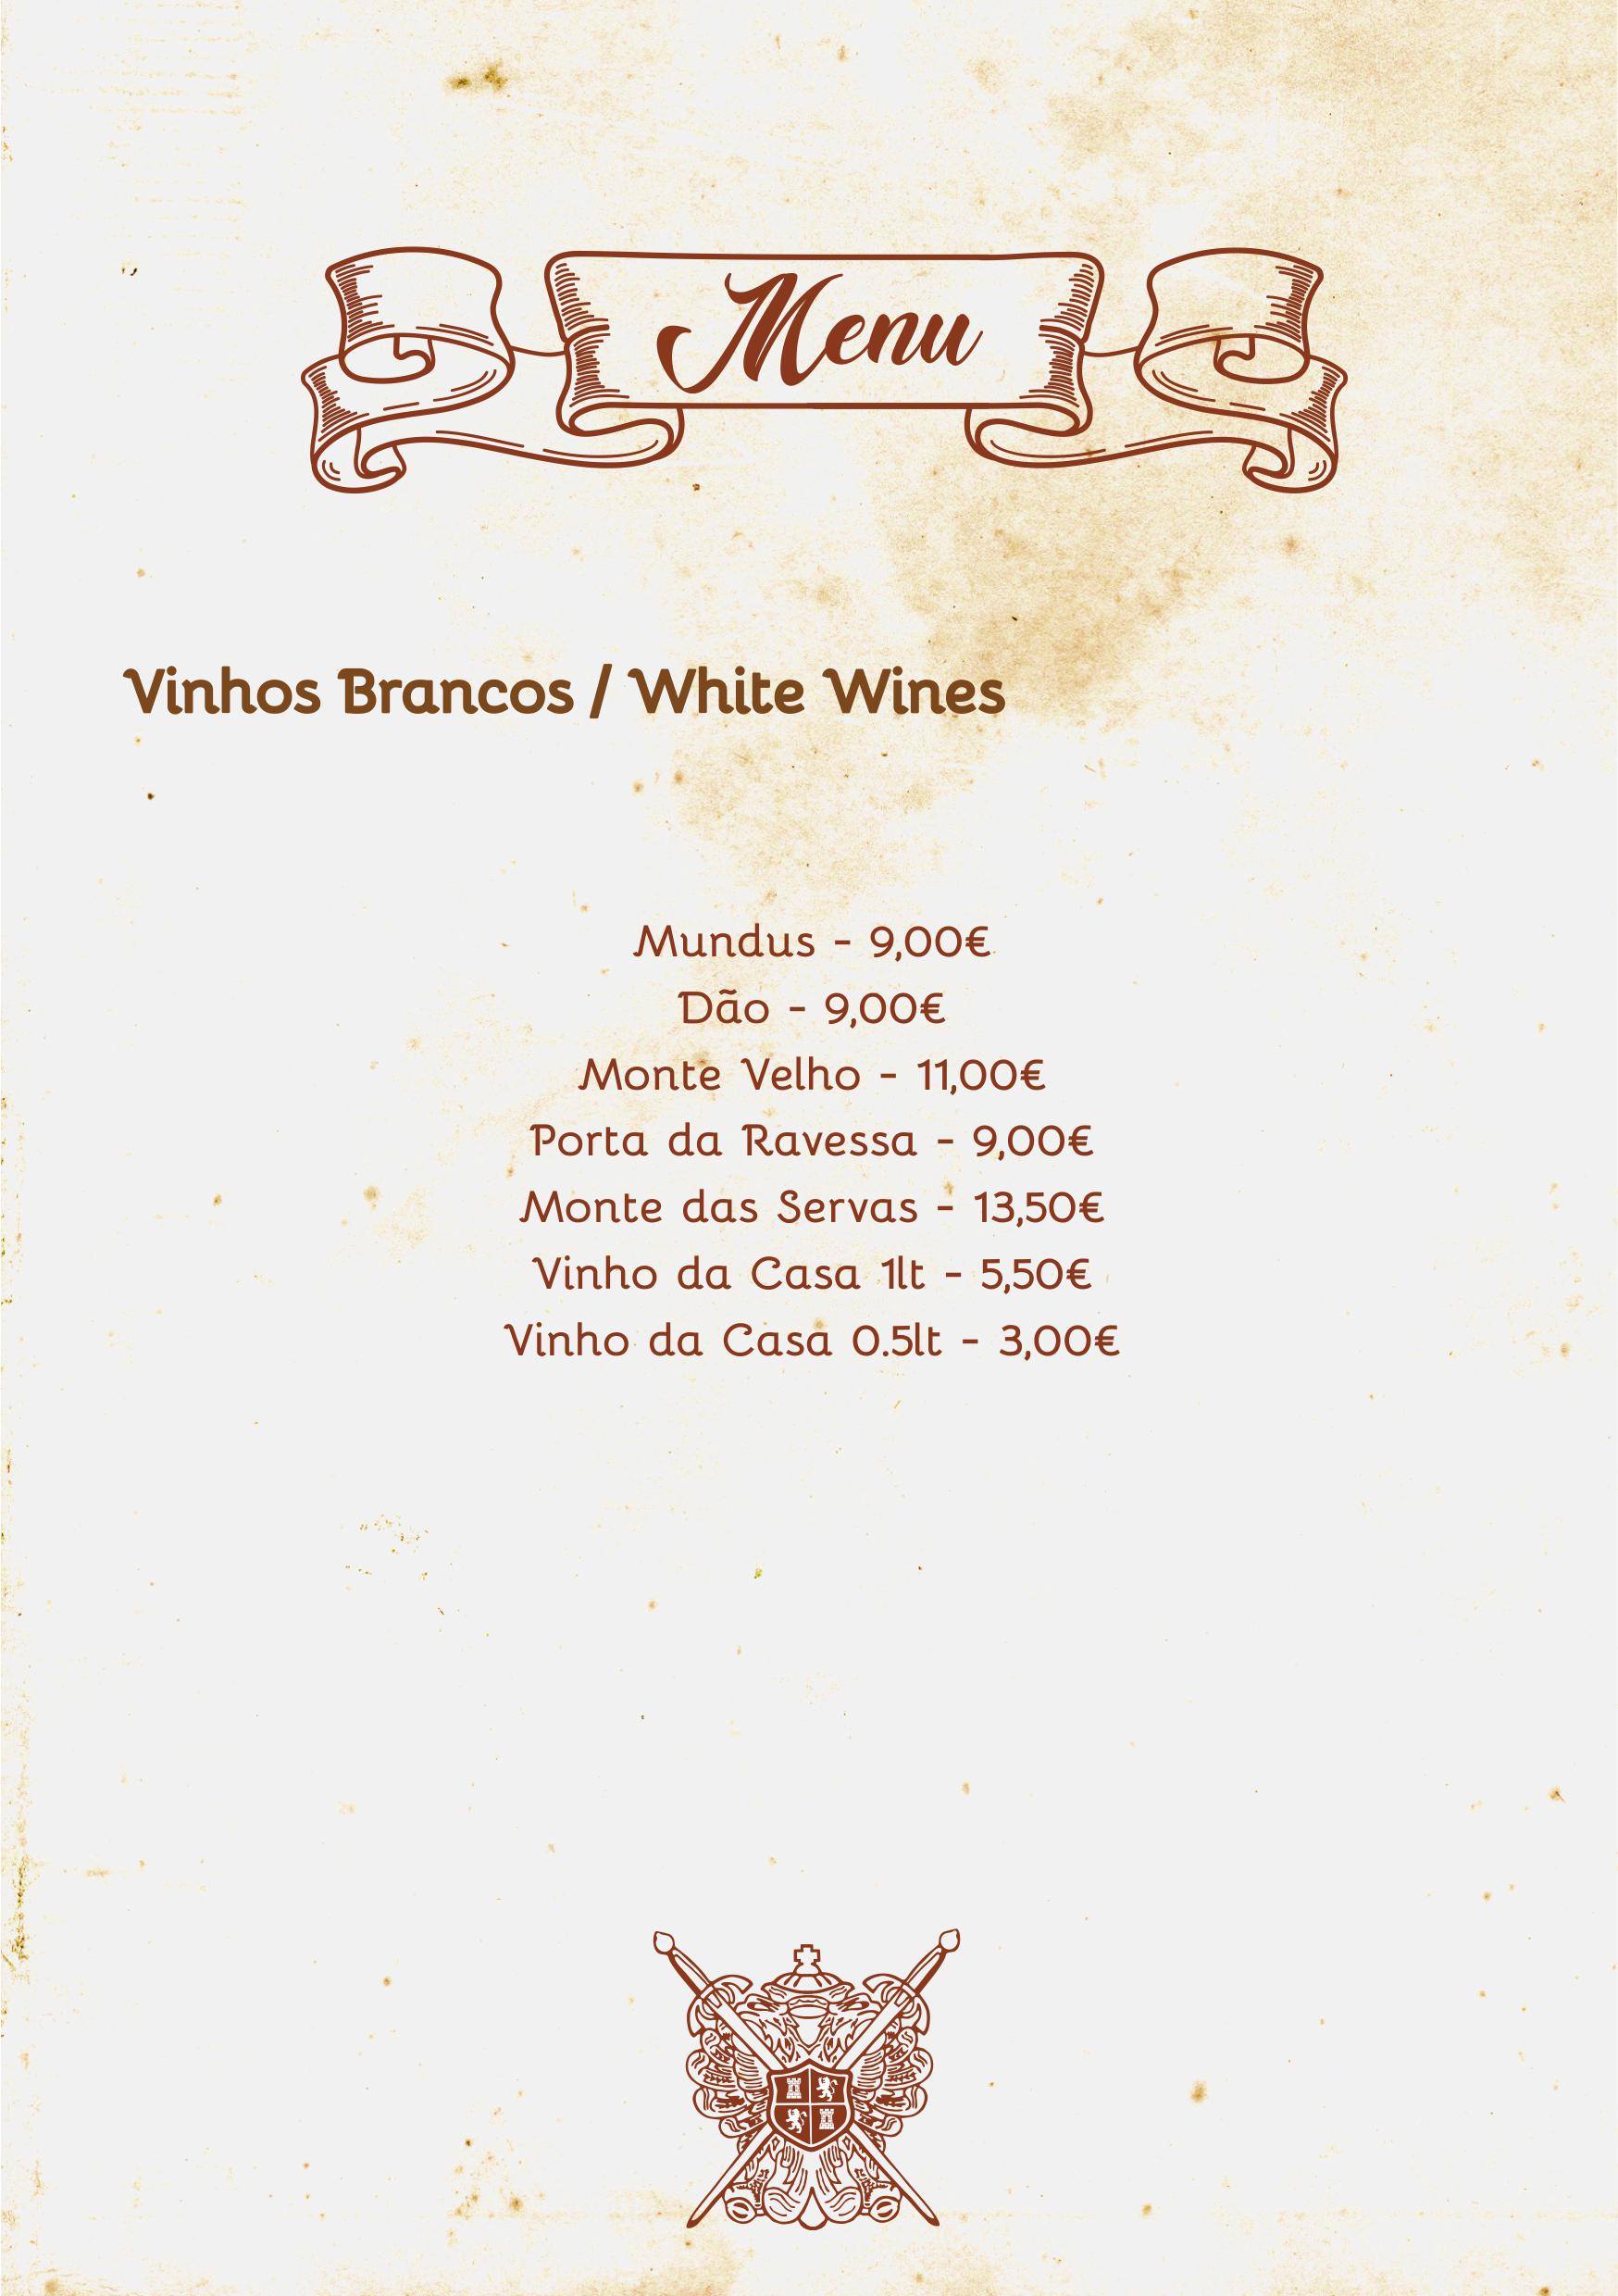 Menu
Vinhos Brancos / White Wines
Mundus - 9,00€
Dão - 9,00€
Monte Velho - 11,00€
Porta da Ravessa - 9,00€
Monte das Servas - 13,50€
Vinho da Casa 1lt - 5,50€
Vinho da Casa 0.5lt - 3,00€